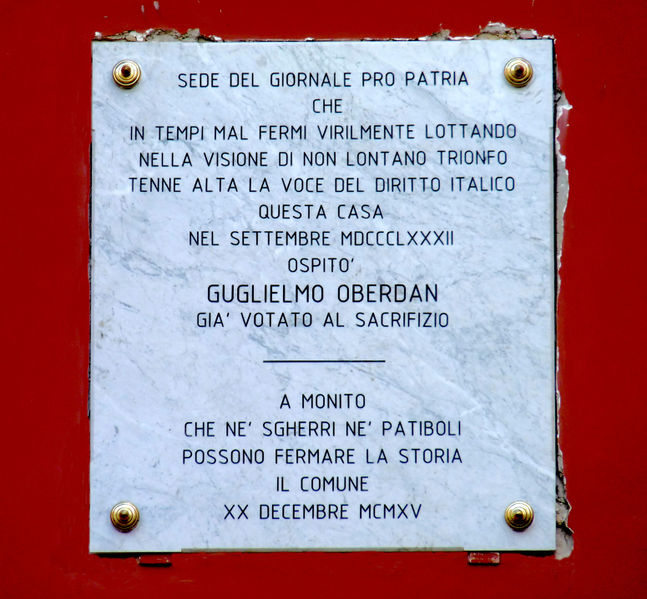 SEDE DEL GIORNALE PRO PATRIA
CHE
IN TEMPI MAL FERMI VIRILMENTE LOTTANDO
NELLA VISIONE DI NON LONTANO TRIONFO
TENNE ALTA LA VOCE DEL DIRITTO ITALICO
QUESTA CASA
NEL SETTEMBRE MDCCCLXXXII
OSPITO'
GUGLIELMO OBERDAN
GIA' VOTATO AL SACRIFIZIO
A MONITO
CHE NE' SGHERRI NE' PATIBOLI
POSSONO FERMARE LA STORIA
IL COMUNE
XX DECEMBRE MCMXV